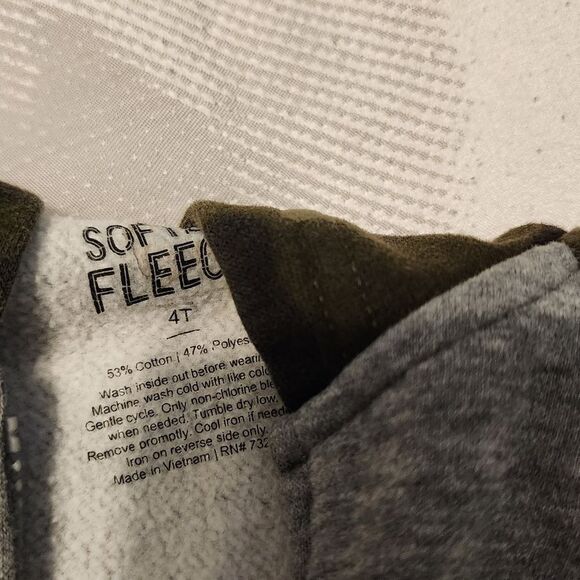 SOFT
FLEEC
4T
53% Cotton | 47% Polyes
Wash inside out before wearin
Machine wash cold with like colo
Gentle cycle. Only non-chlorine ble
when needed. Tumble dry low.
Remove promptly. Cool iron if need
Iron on reverse side only.
Made in Vietnam | RN# 732